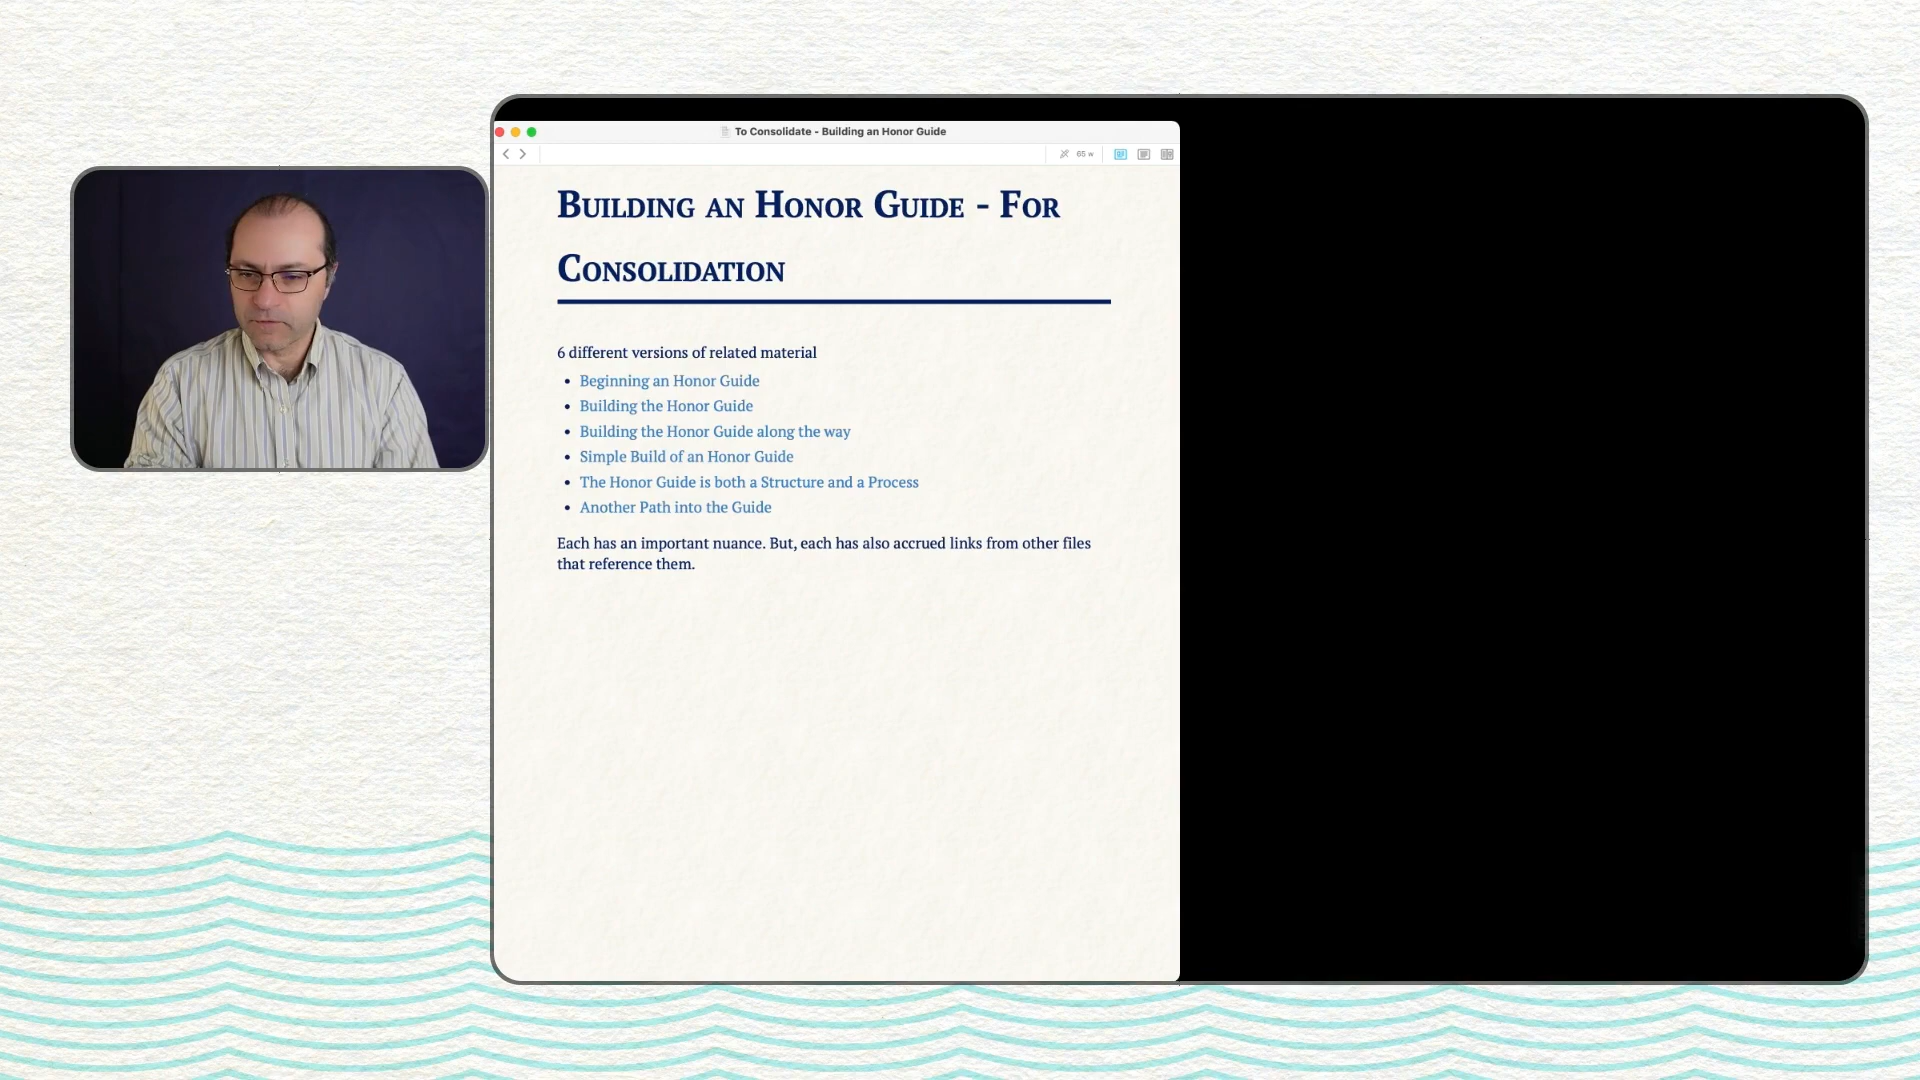 To Consolidate - Building an Honor Guide
65 w
Building an Honor Guide - For
Consolidation
6 different versions of related material
• Beginning an Honor Guide
• Building the Honor Guide
• Building the Honor Guide along the way
• Simple Build of an Honor Guide
• The Honor Guide is both a Structure and a Process
• Another Path into the Guide
Each has an important nuance. But, each has also accrued links from other files
that reference them.